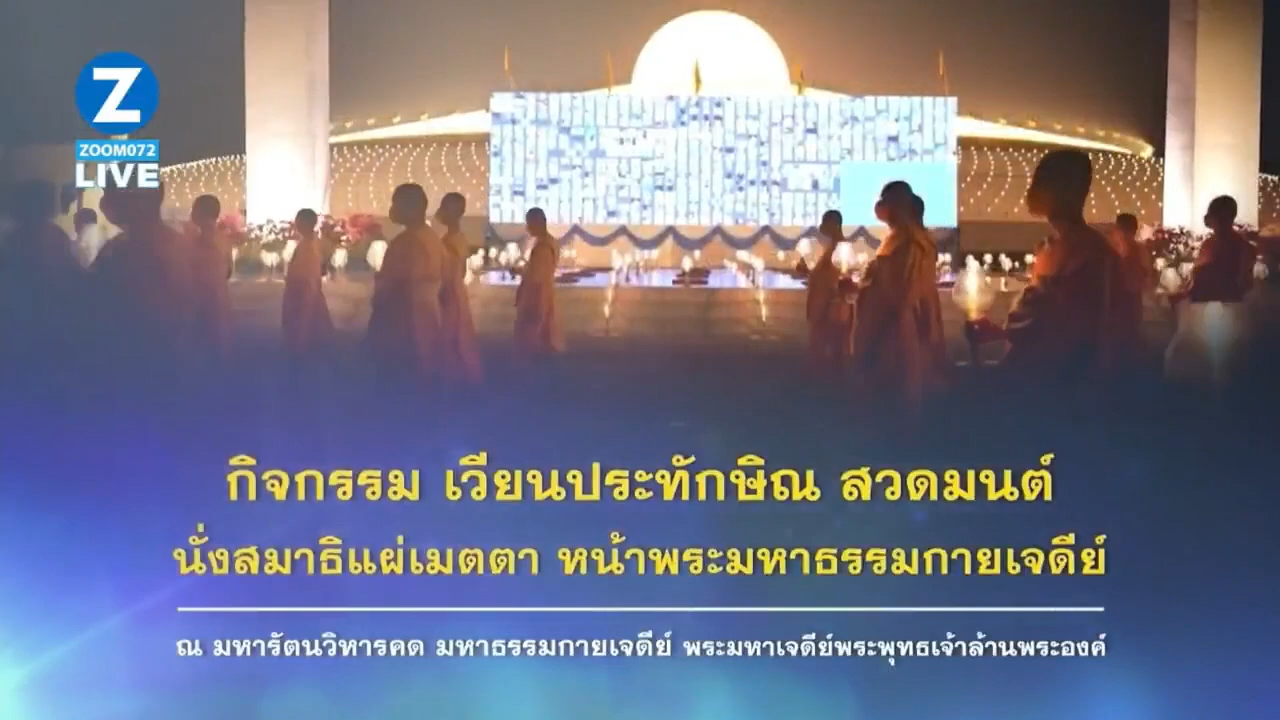 Z
ZOOM072
LIVE
กิจกรรม เวียนประทักษิณ สวดมนต์
นั่งสมาธิแผ่เมตตา หน้าพระมหาธรรมกายเจดีย์
ณ มหารัตนวิหารคด มหาธรรมกายเจดีย์ พระมหาเจดีย์พระพุทธเจ้าล้านพระองค์